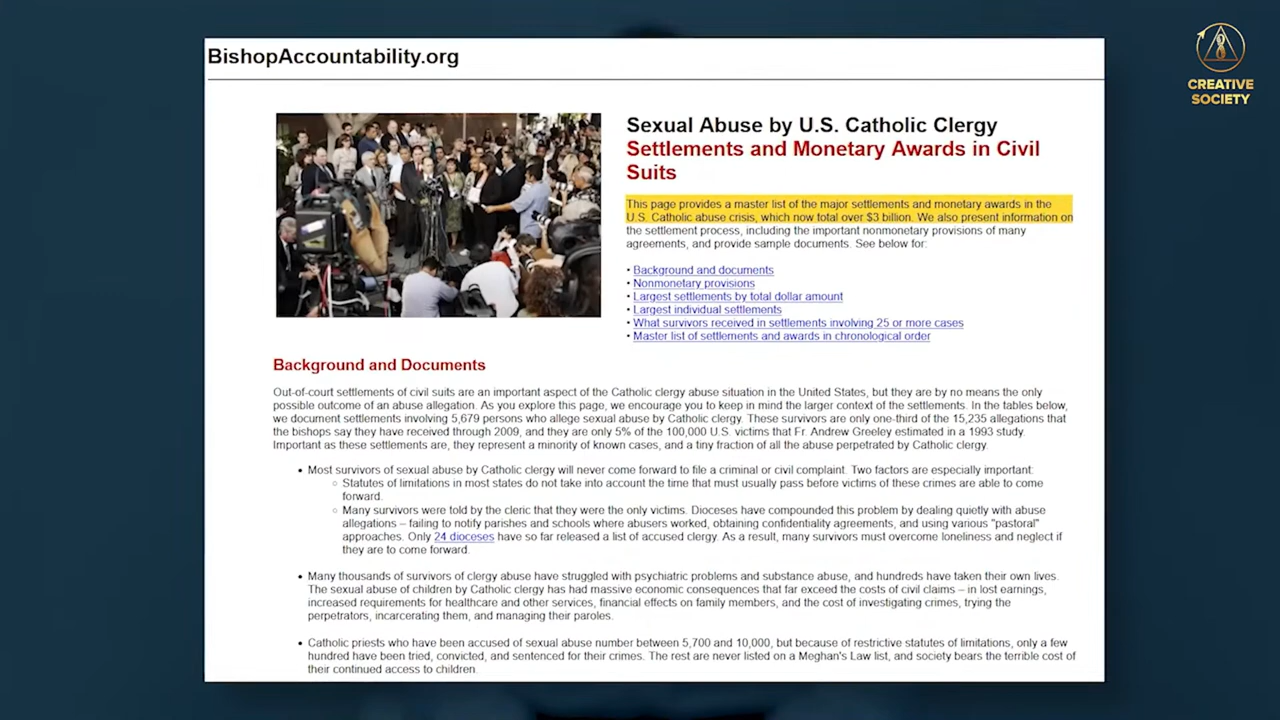 BishopAccountability.org
CREATIVE
SOCIETY
Sexual Abuse by U.S. Catholic Clergy
Settlements and Monetary Awards in Civil
Suits
This page provides a master list of the major settlements and monetary awards in the
U.S. Catholic abuse crisis, which now total over $3 billion. We also present information on
the settlement process, including the important nonmonetary provisions of many
agreements, and provide sample documents. See below for:
• Background and documents
• Nonmonetary provisions
• Largest settlements by total dollar amount
• Largest individual settlements
• What survivors received in settlements involving 25 or more cases
• Master list of settlements and awards in chronological order
Background and Documents
Out-of-court settlements of civil suits are an important aspect of the Catholic clergy abuse situation in the United States, but they are by no means the only
possible outcome of an abuse allegation. As you explore this page, we encourage you to keep in mind the larger context of the settlements. In the tables below,
we document settlements involving 5,679 persons who allege sexual abuse by Catholic clergy. These survivors are only one-third of the 15,235 allegations that
the bishops say they have received through 2009, and they are only 5% of the 100,000 U.S. victims that Fr. Andrew Greeley estimated in a 1993 study.
Important as these settlements are, they represent a minority of known cases, and a tiny fraction of all the abuse perpetrated by Catholic clergy.
• Most survivors of sexual abuse by Catholic clergy will never come forward to file a criminal or civil complaint. Two factors are especially important:
○ Statutes of limitations in most states do not take into account the time that must usually pass before victims of these crimes are able to come
forward.
○ Many survivors were told by the cleric that they were the only victims. Dioceses have compounded this problem by dealing quietly with abuse
allegations – failing to notify parishes and schools where abusers worked, obtaining confidentiality agreements, and using various "pastoral"
approaches. Only 24 dioceses have so far released a list of accused clergy. As a result, many survivors must overcome loneliness and neglect if
they are to come forward.
• Many thousands of survivors of clergy abuse have struggled with psychiatric problems and substance abuse, and hundreds have taken their own lives.
The sexual abuse of children by Catholic clergy has had massive economic consequences that far exceed the costs of civil claims – in lost earnings,
increased requirements for healthcare and other services, financial effects on family members, and the cost of investigating crimes, trying the
perpetrators, incarcerating them, and managing their paroles.
• Catholic priests who have been accused of sexual abuse number between 5,700 and 10,000, but because of restrictive statutes of limitations, only a few
hundred have been tried, convicted, and sentenced for their crimes. The rest are never listed on a Meghan's Law list, and society bears the terrible cost of
their continued access to children.